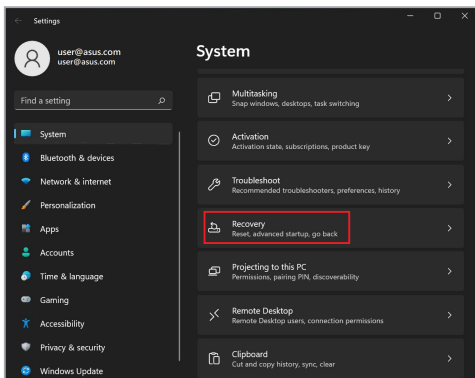 Settings
user@asus.com
user@asus.com
Find a setting
System
Bluetooth & devices
Network & internet
Personalization
Apps
Accounts
Time & language
Gaming
Accessibility
Privacy & security
Windows Update
System
Multitasking
Snap windows, desktops, task switching
Activation
Activation state, subscriptions, product key
Troubleshoot
Recommended troubleshooters, preferences, history
Recovery
Reset, advanced startup, go back
Projecting to this PC
Permissions, pairing PIN, discoverability
Remote Desktop
Remote Desktop users, connection permissions
Clipboard
Cut and copy history, sync, clear